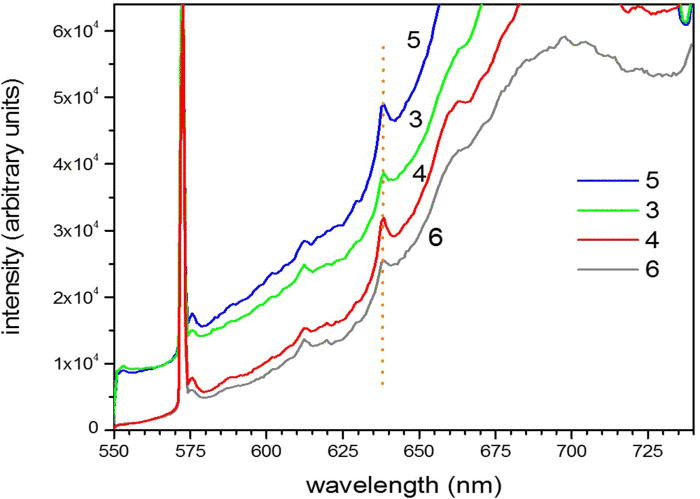 intensity (arbitrary units)
6x10⁴
5x10⁴
4x10⁴
3x10⁴
2x10⁴
1x10⁴
0
5
3
4
6
5
3
4
6
550 575 600 625 650 675 700 725
wavelength (nm)